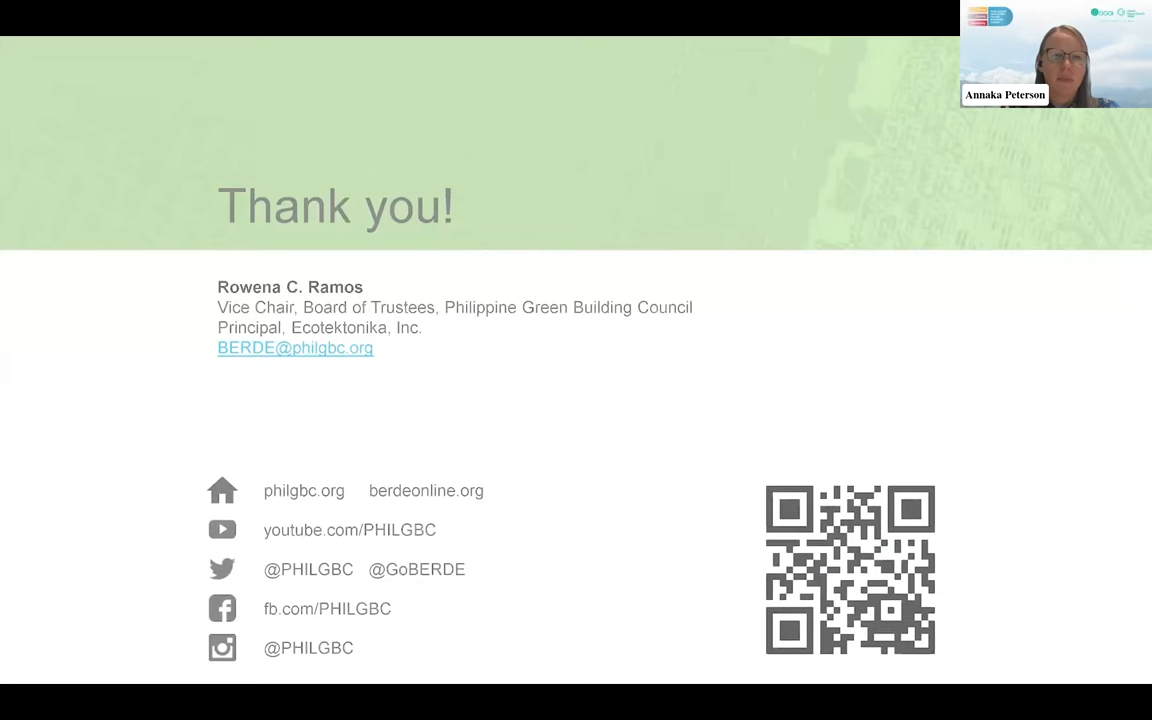 Annaka Peterson
Thank you!
Rowena C. Ramos
Vice Chair, Board of Trustees, Philippine Green Building Council
Principal, Ecotektonika, Inc.
BERDE@philgbc.org
philgbc.org berdeonline.org
youtube.com/PHILGBC
@PHILGBC @GoBERDE
fb.com/PHILGBC
@PHILGBC